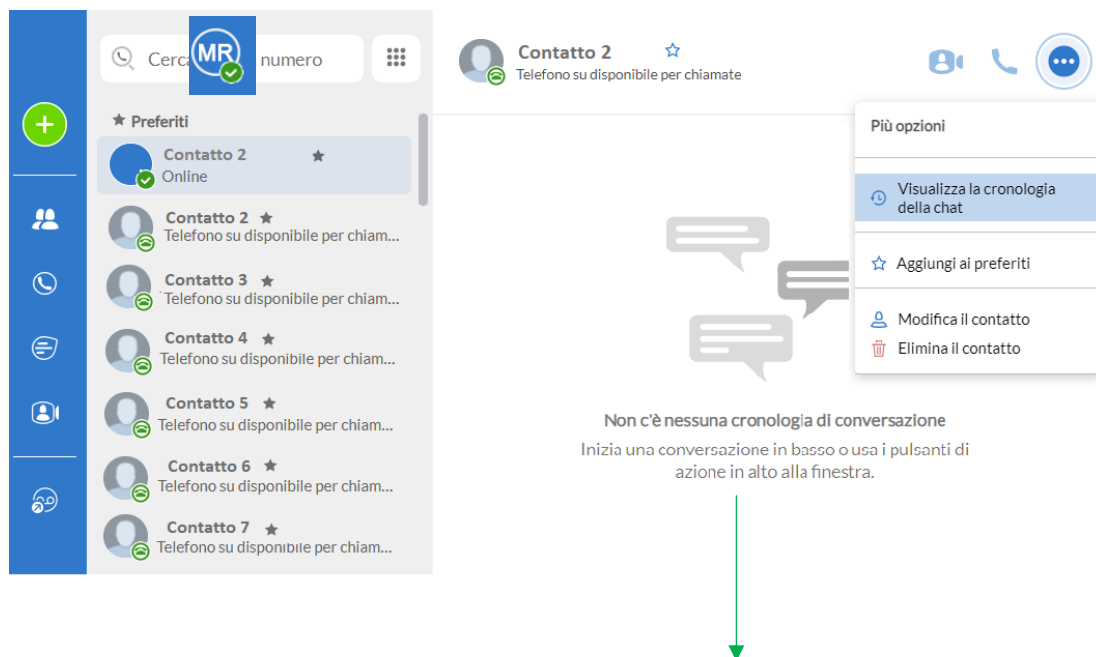 MR
Cerc numero
Preferiti
Contatto 2
Online
Contatto 2
Telefono su disponibile per chiam...
Contatto 3
Telefono su disponibile per chiam...
Contatto 4
Telefono su disponibile per chiam...
Contatto 5
Telefono su disponibile per chiam...
Contatto 6
Telefono su disponibile per chiam...
Contatto 7
Telefono su disponibile per chiam...
Contatto 2
Telefono su disponibile per chiamate
Più opzioni
Visualizza la cronologia
della chat
Aggiungi ai preferiti
Modifica il contatto
Elimina il contatto
Non c'è nessuna cronologia di conversazione
Inizia una conversazione in basso o usa i pulsanti di
azione in alto alla finestra.